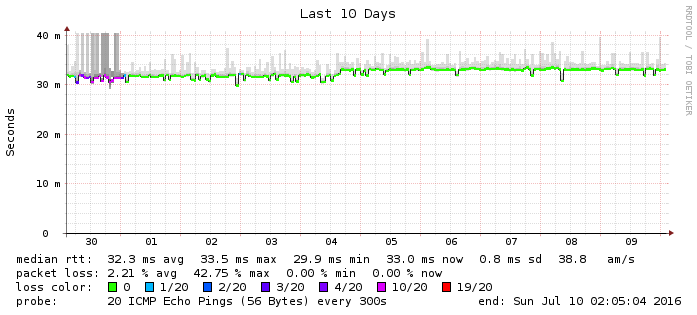 Last 10 Days
RRDTOOL / TOBI OETIKER
Seconds
40 m
30 m
20 m
10 m
0
30 01 02 03 04 05 06 07 08 09
median rtt: 32.3 ms avg 33.5 ms max 29.9 ms min 33.0 ms now 0.8 ms sd 38.8 am/s
packet loss: 2.21 % avg 42.75 % max 0.00 % min 0.00 % now
loss color: 0 1/20 2/20 3/20 4/20 10/20 19/20
probe: 20 ICMP Echo Pings (56 Bytes) every 300s end: Sun Jul 10 02:05:04 2016